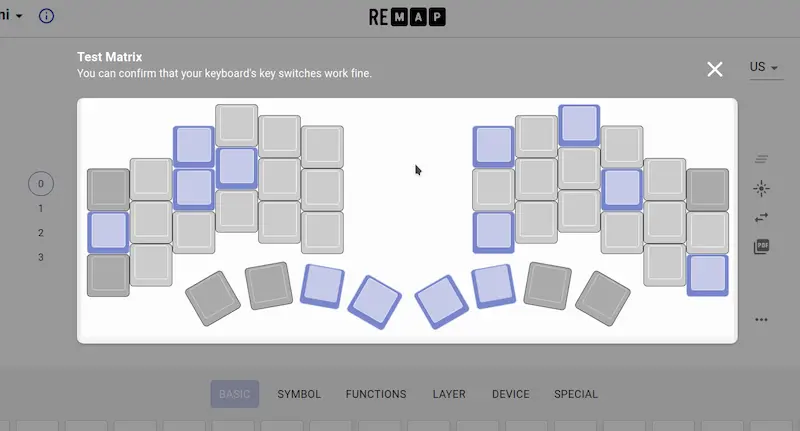 ni
REMAP
Test Matrix
You can confirm that your keyboard's key switches work fine.
US
0
1
2
3
PDF
BASIC SYMBOL FUNCTIONS LAYER DEVICE SPECIAL